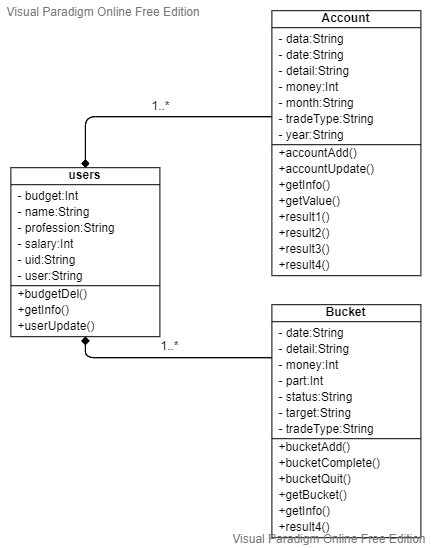 Visual Paradigm Online Free Edition
Account
- data:String
- date:String
- detail:String
- money:Int
- month:String
- tradeType:String
- year:String
+accountAdd()
+accountUpdate()
+getInfo()
+getValue()
+result1()
+result2()
+result3()
+result4()
1..*
users
- budget:Int
- name:String
- profession:String
- salary:Int
- uid:String
- user:String
+budgetDel()
+getInfo()
+userUpdate()
1..*
Bucket
- date:String
- detail:String
- money:Int
- part:Int
- status:String
- target:String
- tradeType:String
+bucketAdd()
+bucketComplete()
+bucketQuit()
+getBucket()
+getInfo()
+result4()
Visual Paradigm Online Free Edition